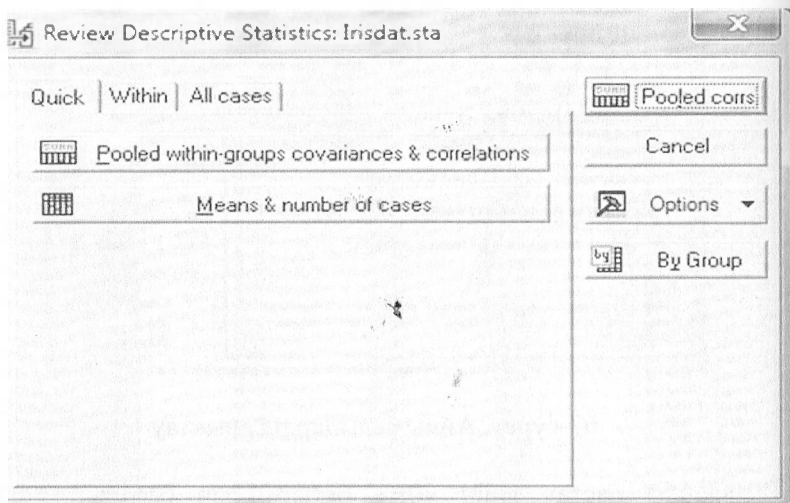 Review Descriptive Statistics: Irisdat.sta
Quick Within All cases
Pooled within-groups covariances & correlations
Means & number of cases
Pooled corrs
Cancel
Options
By Group